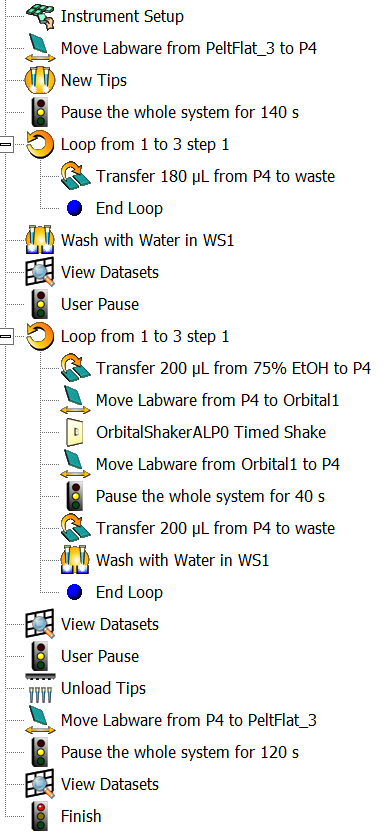 Instrument Setup
Move Labware from PeltFlat_3 to P4
New Tips
Pause the whole system for 140 s
Loop from 1 to 3 step 1
Transfer 180 µL from P4 to waste
End Loop
Wash with Water in WS1
View Datasets
User Pause
Loop from 1 to 3 step 1
Transfer 200 µL from 75% EtOH to P4
Move Labware from P4 to Orbital1
OrbitalShakerALP0 Timed Shake
Move Labware from Orbital1 to P4
Pause the whole system for 40 s
Transfer 200 µL from P4 to waste
Wash with Water in WS1
End Loop
View Datasets
User Pause
Unload Tips
Move Labware from P4 to PeltFlat_3
Pause the whole system for 120 s
View Datasets
Finish